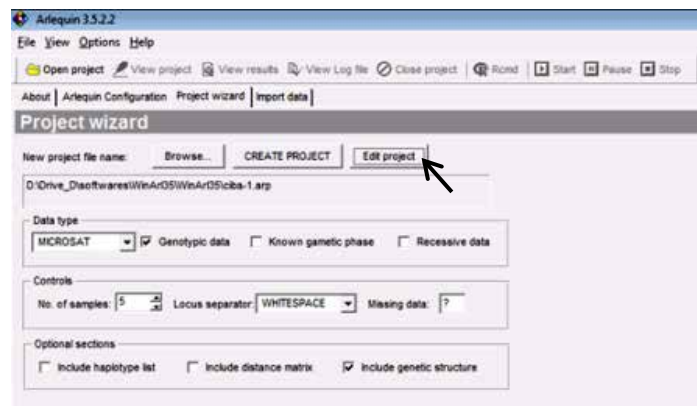 Arlequin 3.5.2.2
File View Options Help
Open project View project View results View Log file Close project Rcmd Start Pause Stop
About Arlequin Configuration Project wizard Import data
Project wizard
New project file name: Browse... CREATE PROJECT Edit project
D:\Drive_D\softwares\WinArl35\WinArl35\ciba-1.arp
Data type
MICROSAT Genotypic data Known gametic phase Recessive data
Controls
No. of samples: 5 Locus separator: WHITESPACE Missing data: ?
Optional sections
Include haplotype list Include distance matrix Include genetic structure